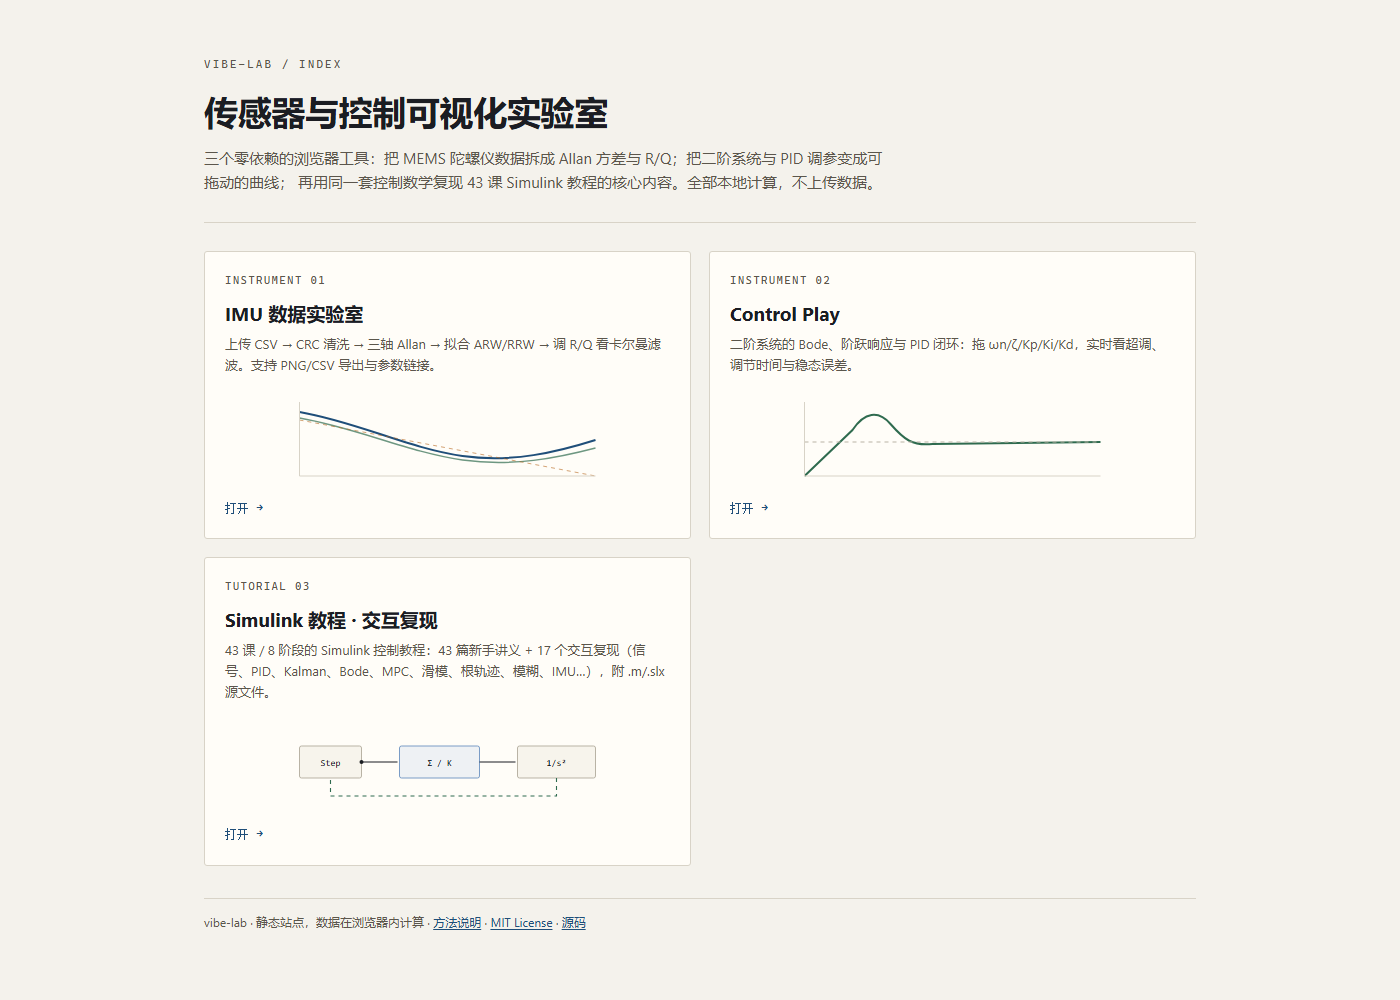 VIBE-LAB / INDEX
传感器与控制可视化实验室
三个零依赖的浏览器工具：把 MEMS 陀螺仪数据拆成 Allan 方差与 R/Q；把二阶系统与 PID 调参变成可
拖动的曲线； 再用同一套控制数学复现 43 课 Simulink 教程的核心内容。全部本地计算，不上传数据。
INSTRUMENT 01
IMU 数据实验室
上传 CSV → CRC 清洗 → 三轴 Allan → 拟合 ARW/RRW → 调 R/Q 看卡尔曼滤
波。支持 PNG/CSV 导出与参数链接。
打开 →
INSTRUMENT 02
Control Play
二阶系统的 Bode、阶跃响应与 PID 闭环：拖 ωn/ζ/Kp/Ki/Kd，实时看超调、
调节时间与稳态误差。
打开 →
TUTORIAL 03
Simulink 教程 · 交互复现
43 课 / 8 阶段的 Simulink 控制教程：43 篇新手讲义 + 17 个交互复现（信
号、PID、Kalman、Bode、MPC、滑模、根轨迹、模糊、IMU…），附 .m/.slx
源文件。
Step
Σ / K
1/s²
打开 →
vibe-lab · 静态站点，数据在浏览器内计算 · 方法说明 · MIT License · 源码